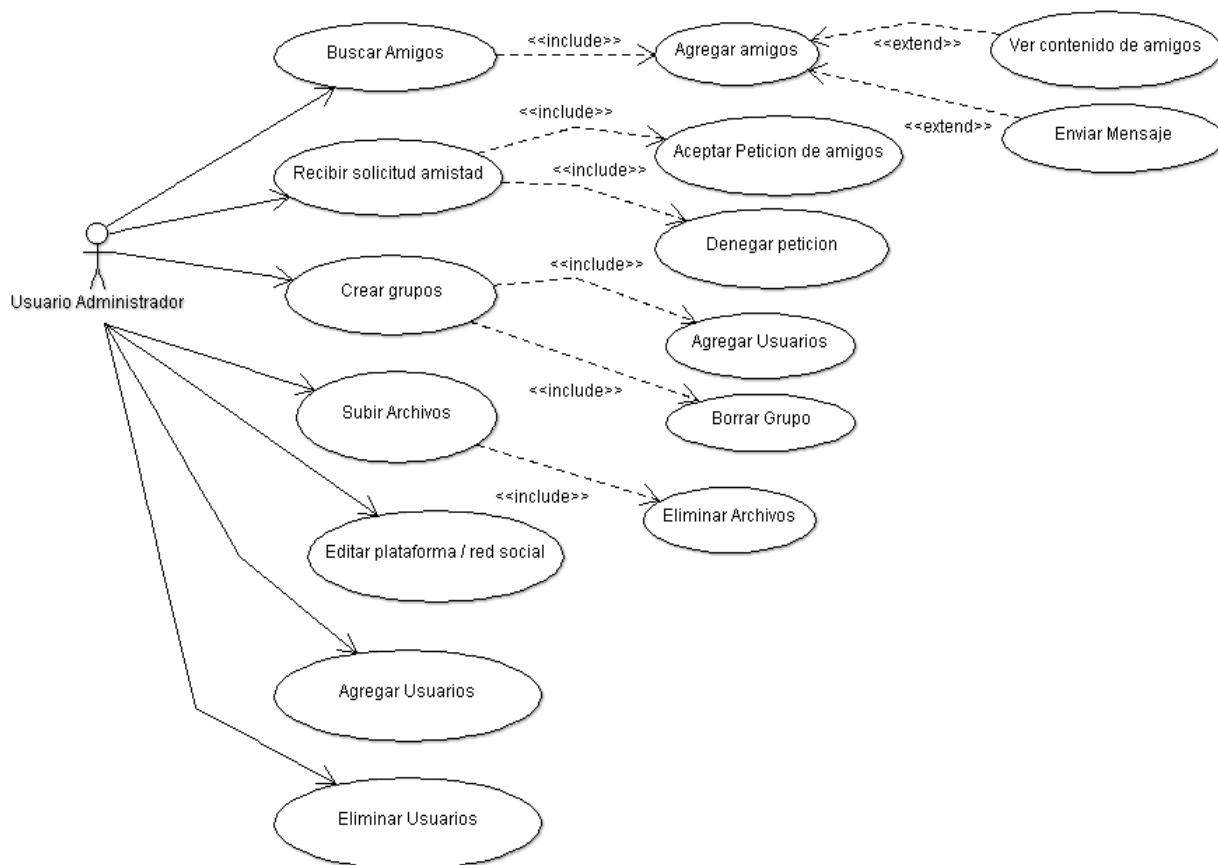 Buscar Amigos
<<include>>
Agregar amigos
<<extend>>
Ver contenido de amigos
<<include>>
<<extend>>
Enviar Mensaje
Recibir solicitud amistad
<<include>>
Aceptar Peticion de amigos
Denegar peticion
<<include>>
Usuario Administrador
Crear grupos
Agregar Usuarios
<<include>>
Subir Archivos
Borrar Grupo
<<include>>
Eliminar Archivos
Editar plataforma / red social
Agregar Usuarios
Eliminar Usuarios